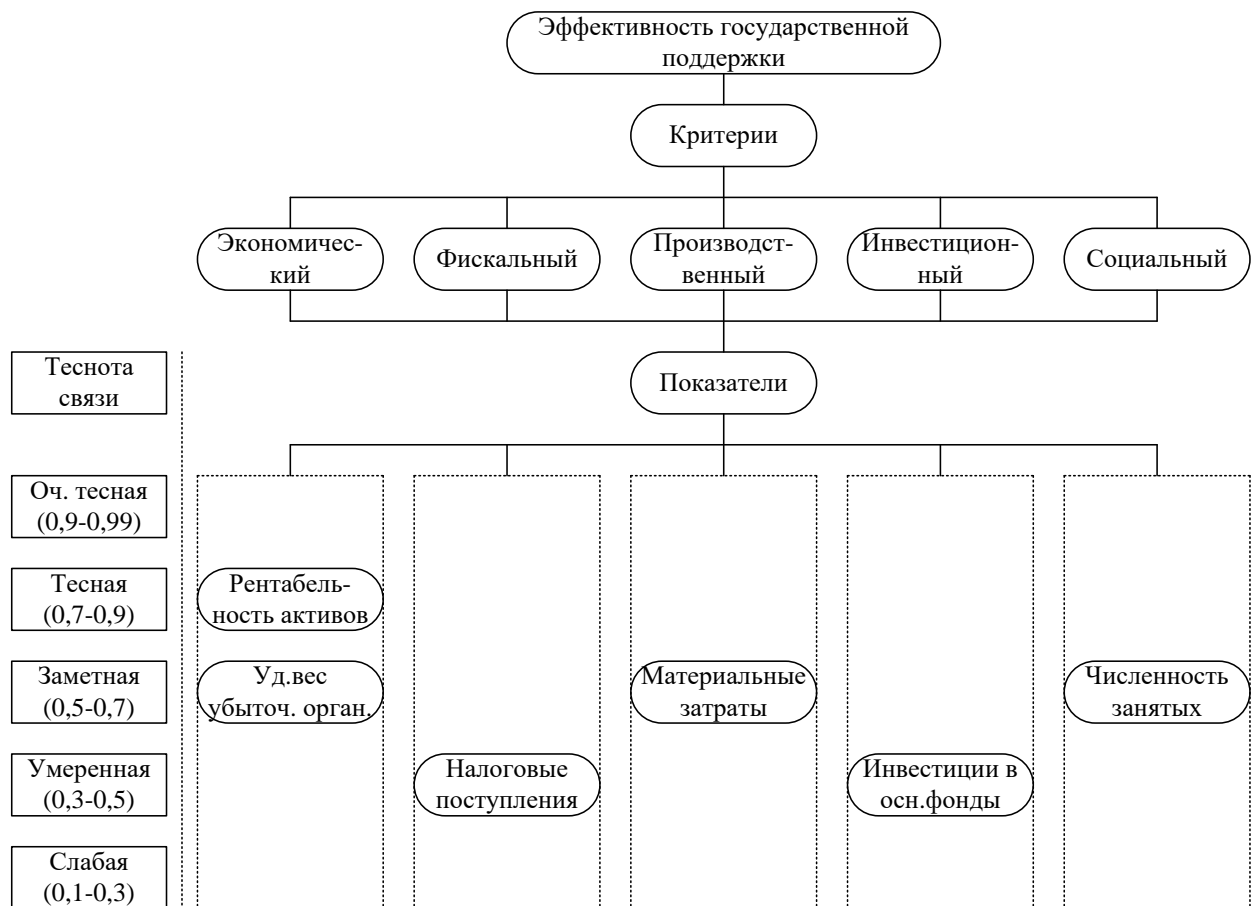 Эффективность государственной
поддержки
Критерии
Экономичес-
кий
Фискальный
Производст-
венный
Инвестицион-
ный
Социальный
Теснота
связи
Показатели
Оч. тесная
(0,9-0,99)
Тесная
(0,7-0,9)
Рентабель-
ность активов
Заметная
(0,5-0,7)
Уд.вес
убыточ. орган.
Материальные
затраты
Численность
занятых
Умеренная
(0,3-0,5)
Налоговые
поступления
Инвестиции в
осн.фонды
Слабая
(0,1-0,3)